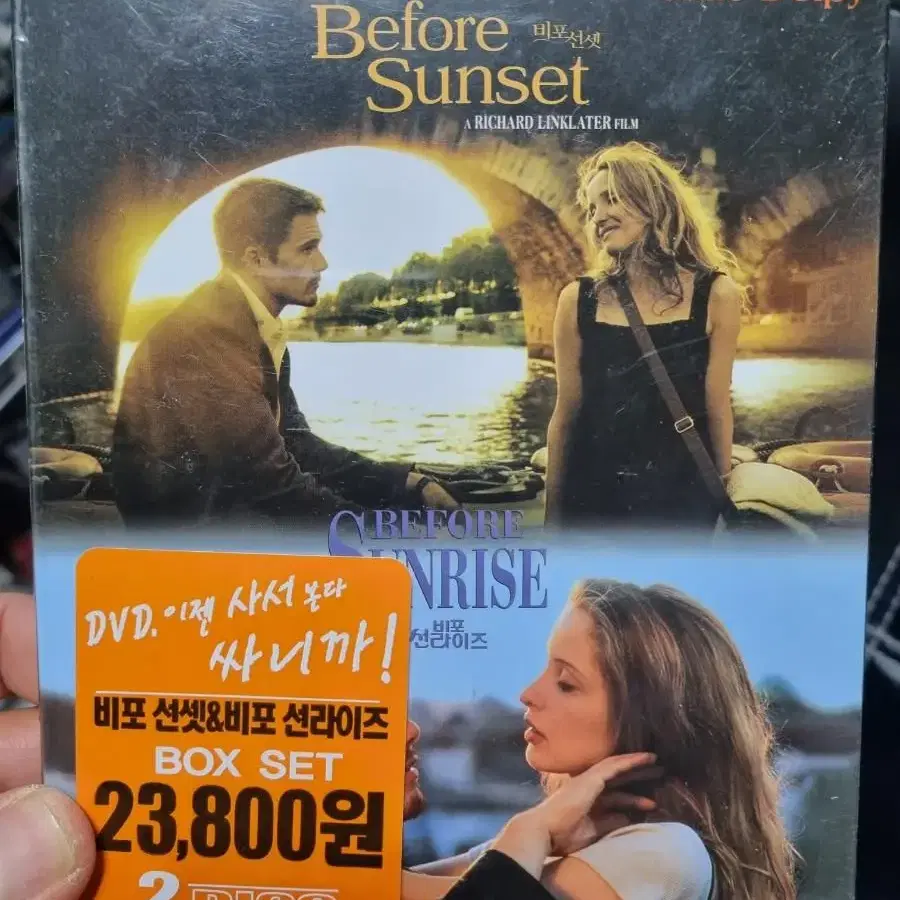 Before
비포선셋
Sunset
A RICHARD LINKLATER FILM
BEFORE
SUNRISE
비포
선라이즈
DVD. 이젠 사서 본다
싸니까!
비포 선셋&비포 선라이즈
BOX SET
23,800원
2 DISC